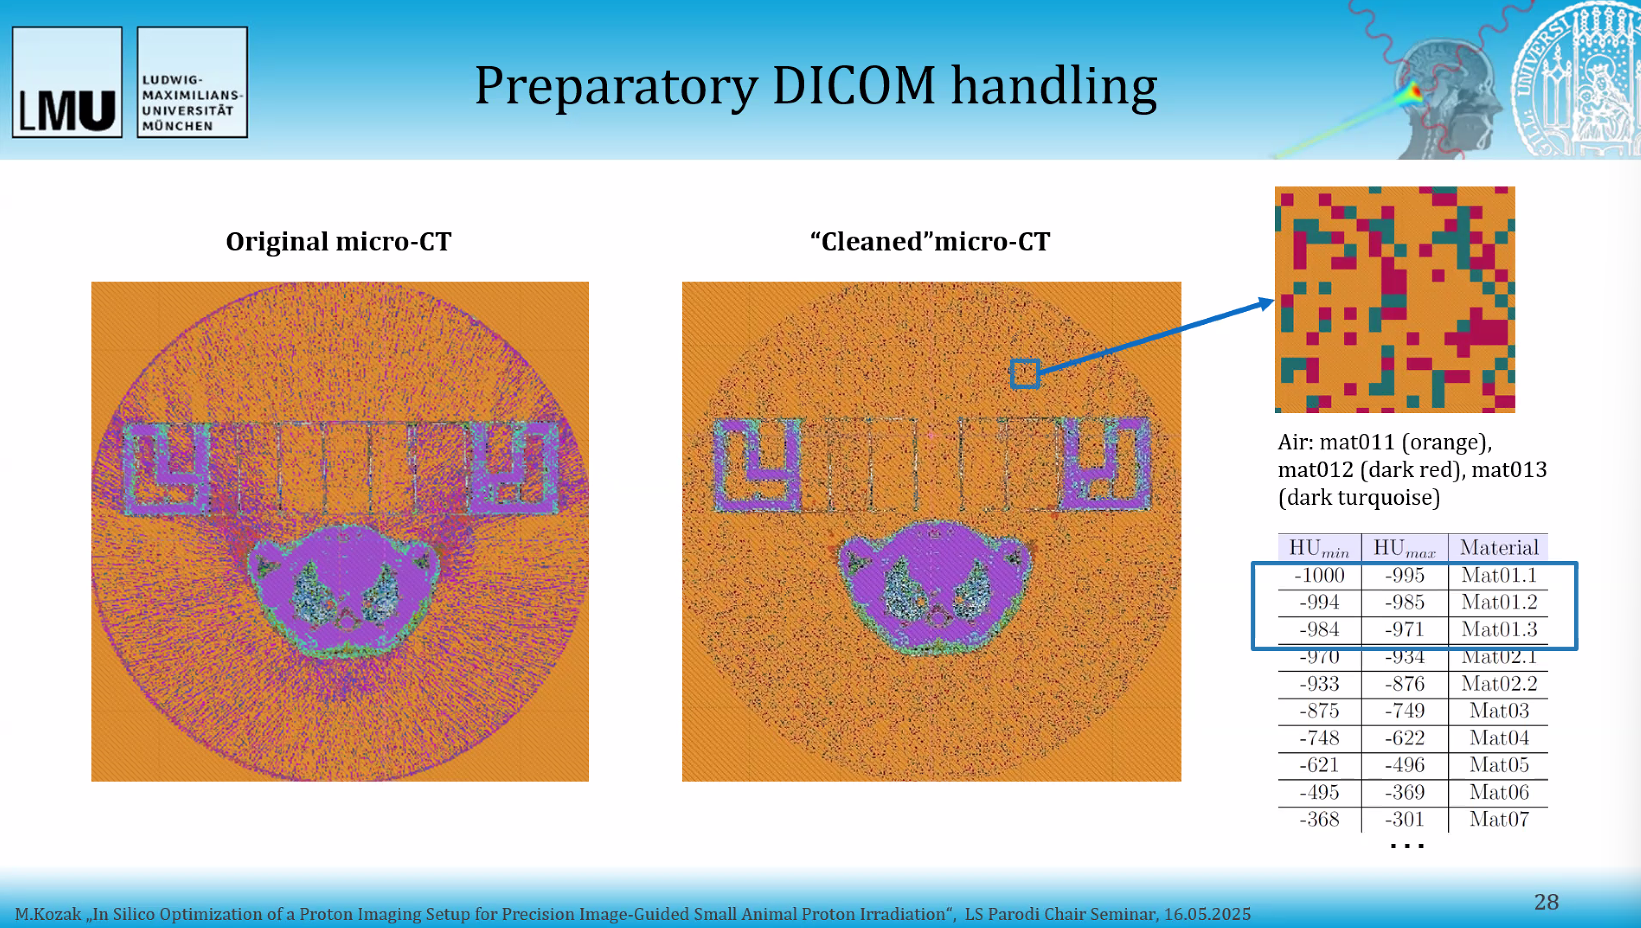 LMU
LUDWIG-
MAXIMILIANS-
UNIVERSITÄT
MÜNCHEN
Preparatory DICOM handling
Original micro-CT
“Cleaned”micro-CT
Air: mat011 (orange),
mat012 (dark red), mat013
(dark turquoise)
HUmin HUmax Material
-1000 -995 Mat01.1
-994 -985 Mat01.2
-984 -971 Mat01.3
-970 -934 Mat02.1
-933 -876 Mat02.2
-875 -749 Mat03
-748 -622 Mat04
-621 -496 Mat05
-495 -369 Mat06
-368 -301 Mat07
...
M.Kozak „In Silico Optimization of a Proton Imaging Setup for Precision Image-Guided Small Animal Proton Irradiation“, LS Parodi Chair Seminar, 16.05.2025
28